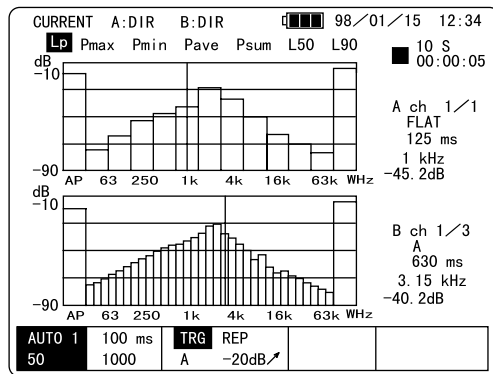 CURRENT A:DIR B:DIR 98/01/15 12:34
Lp Pmax Pmin Pave Psum L50 L90
10 S
00:00:05
dB
-10
-90
AP 63 250 1k 4k 16k 63k WHz
A ch 1/1
FLAT
125 ms
1 kHz
-45.2dB
dB
-10
-90
AP 63 250 1k 4k 16k 63k WHz
B ch 1/3
A
630 ms
3.15 kHz
-40.2dB
AUTO 1 100 ms TRG REP
50 1000 A -20dB↗